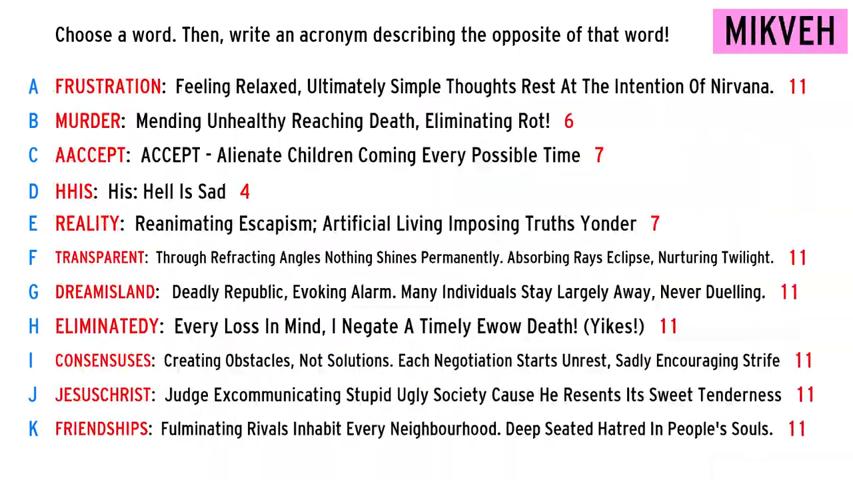 Choose a word. Then, write an acronym describing the opposite of that word! MIKVEH
A FRUSTRATION: Feeling Relaxed, Ultimately Simple Thoughts Rest At The Intention Of Nirvana. 11
B MURDER: Mending Unhealthy Reaching Death, Eliminating Rot! 6
C AACCEPT: ACCEPT - Alienate Children Coming Every Possible Time 7
D HHIS: His: Hell Is Sad 4
E REALITY: Reanimating Escapism; Artificial Living Imposing Truths Yonder 7
F TRANSPARENT: Through Refracting Angles Nothing Shines Permanently. Absorbing Rays Eclipse, Nurturing Twilight. 11
G DREAMISLAND: Deadly Republic, Evoking Alarm. Many Individuals Stay Largely Away, Never Duelling. 11
H ELIMINATEDY: Every Loss In Mind, I Negate A Timely Ewow Death! (Yikes!) 11
I CONSENSUSES: Creating Obstacles, Not Solutions. Each Negotiation Starts Unrest, Sadly Encouraging Strife 11
J JESUSCHRIST: Judge Excommunicating Stupid Ugly Society Cause He Resents Its Sweet Tenderness 11
K FRIENDSHIPS: Fulminating Rivals Inhabit Every Neighbourhood. Deep Seated Hatred In People's Souls. 11